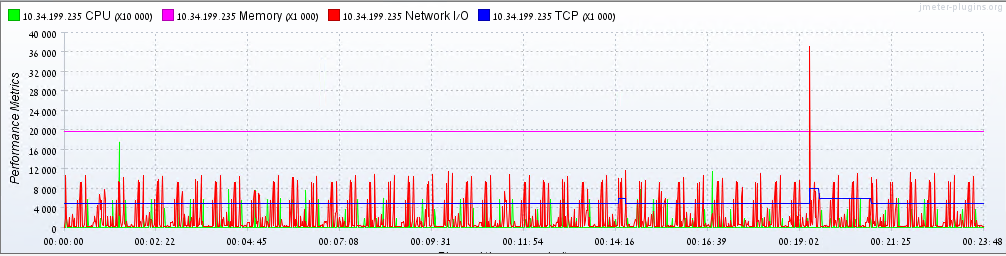 jmeter-plugins.org
10.34.199.235 CPU (X10 000) 10.34.199.235 Memory (X1 000) 10.34.199.235 Network I/O 10.34.199.235 TCP (X1 000)
Performance Metrics
40 000
36 000
32 000
28 000
24 000
20 000
16 000
12 000
8 000
4 000
0
00:00:00 00:02:22 00:04:45 00:07:08 00:09:31 00:11:54 00:14:16 00:16:39 00:19:02 00:21:25 00:23:48